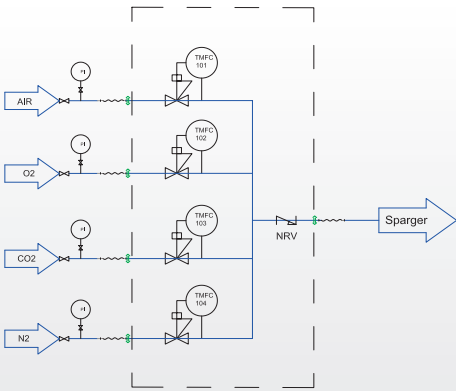 PI
TMFC
101
AIR
PI
TMFC
102
O2
PI
TMFC
103
CO2
NRV
Sparger
PI
TMFC
104
N2